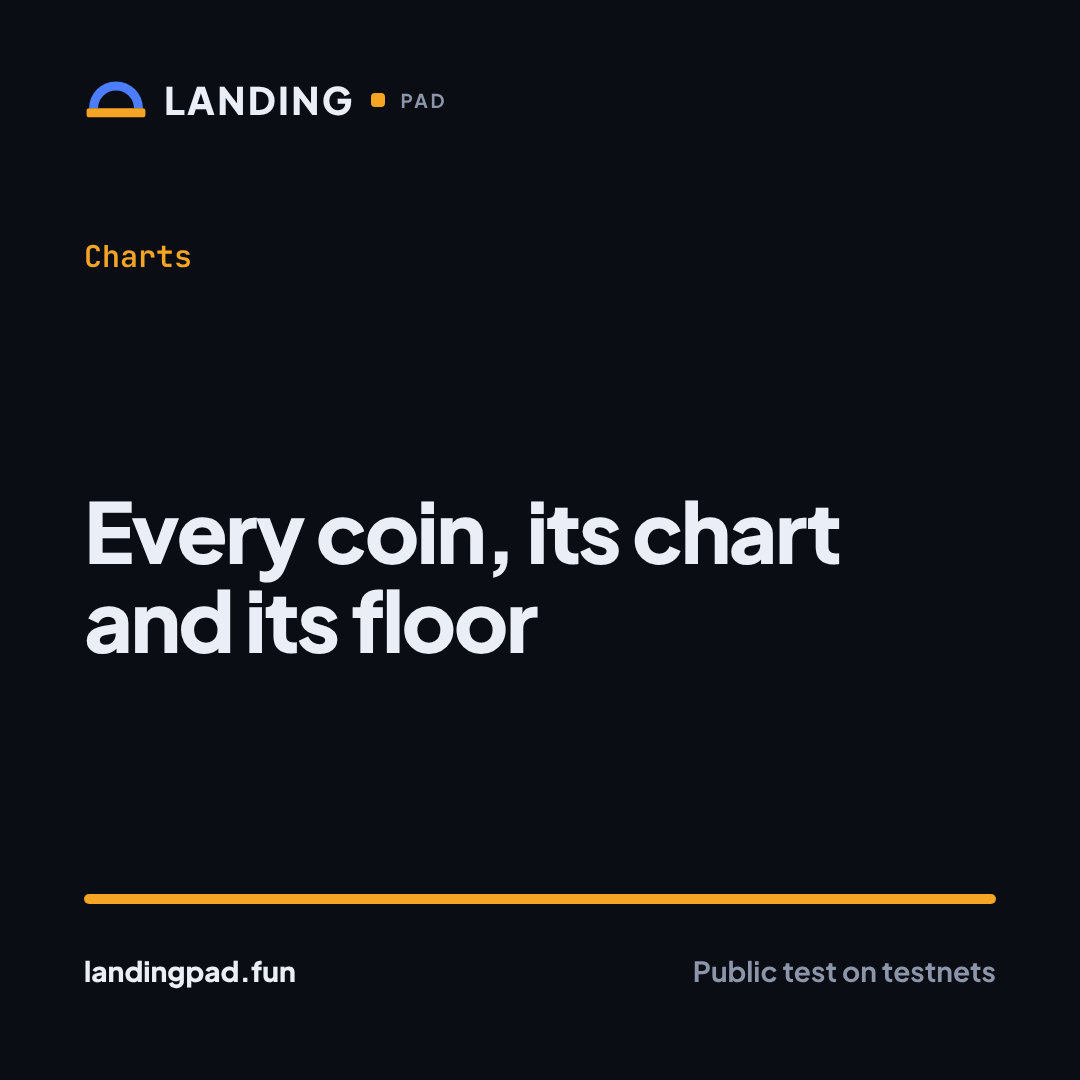 LANDING PAD
Charts
Every coin, its chart
and its floor
landingpad.fun
Public test on testnets